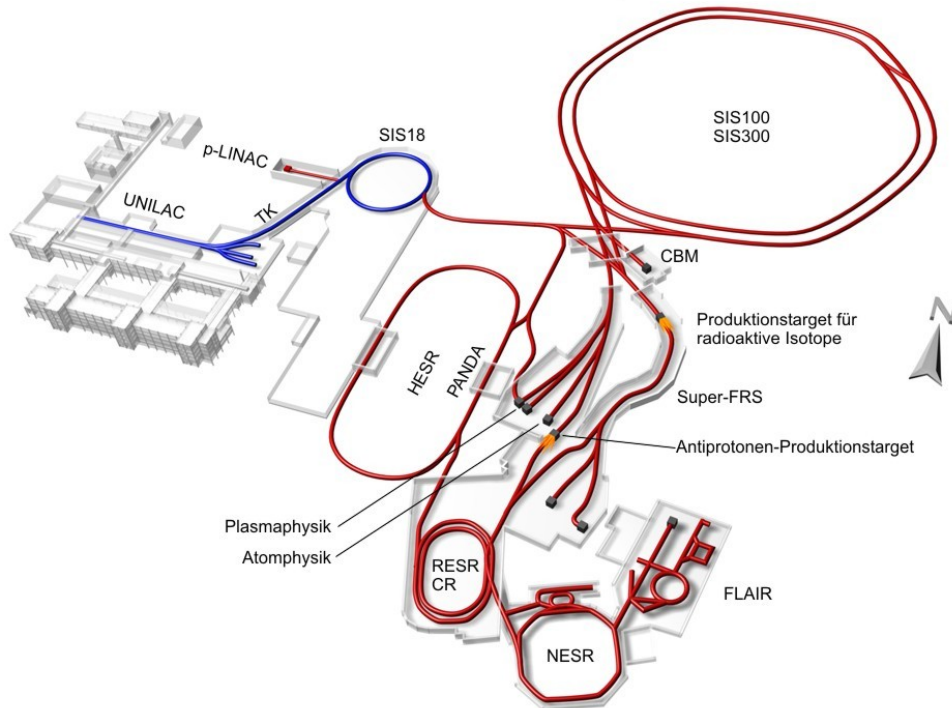 SIS100
SIS300
SIS18
p-LINAC
UNILAC
TK
CBM
N
Produktionstarget für
radioaktive Isotope
HESR
PANDA
Super-FRS
Antiprotonen-Produktionstarget
Plasmaphysik
Atomphysik
RESR
CR
FLAIR
NESR